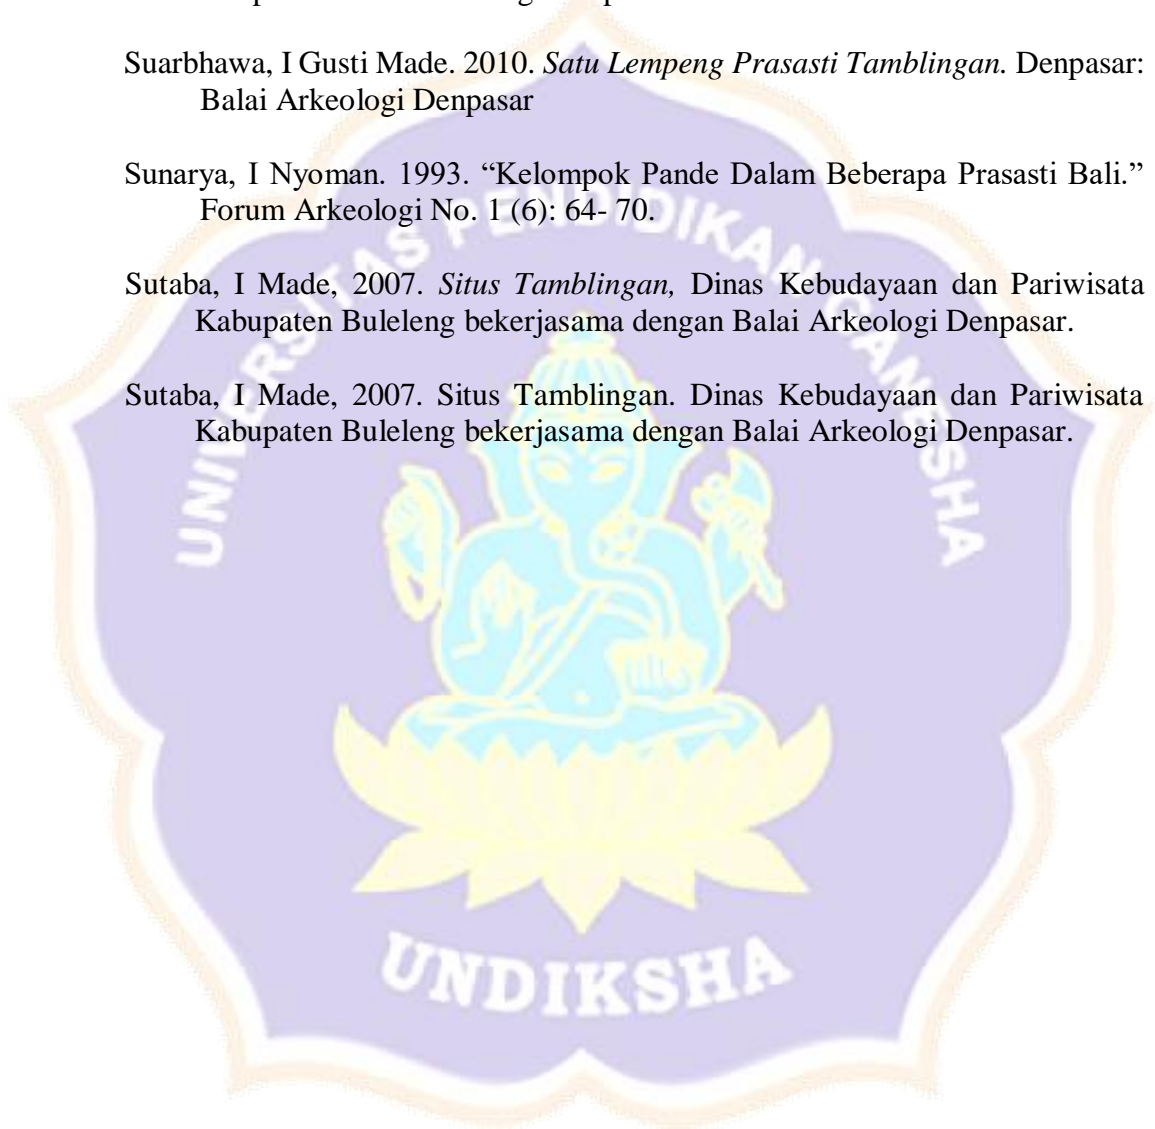 Suarbhawa, I Gusti Made. 2010. Satu Lempeng Prasasti Tamblingan. Denpasar:
Balai Arkeologi Denpasar
Sunarya, I Nyoman. 1993. “Kelompok Pande Dalam Beberapa Prasasti Bali.”
Forum Arkeologi No. 1 (6): 64- 70.
Sutaba, I Made, 2007. Situs Tamblingan, Dinas Kebudayaan dan Pariwisata
Kabupaten Buleleng bekerjasama dengan Balai Arkeologi Denpasar.
Sutaba, I Made, 2007. Situs Tamblingan. Dinas Kebudayaan dan Pariwisata
Kabupaten Buleleng bekerjasama dengan Balai Arkeologi Denpasar.
UNIVERSITAS PENDIDIKAN GANESHA
UNDIKSHA